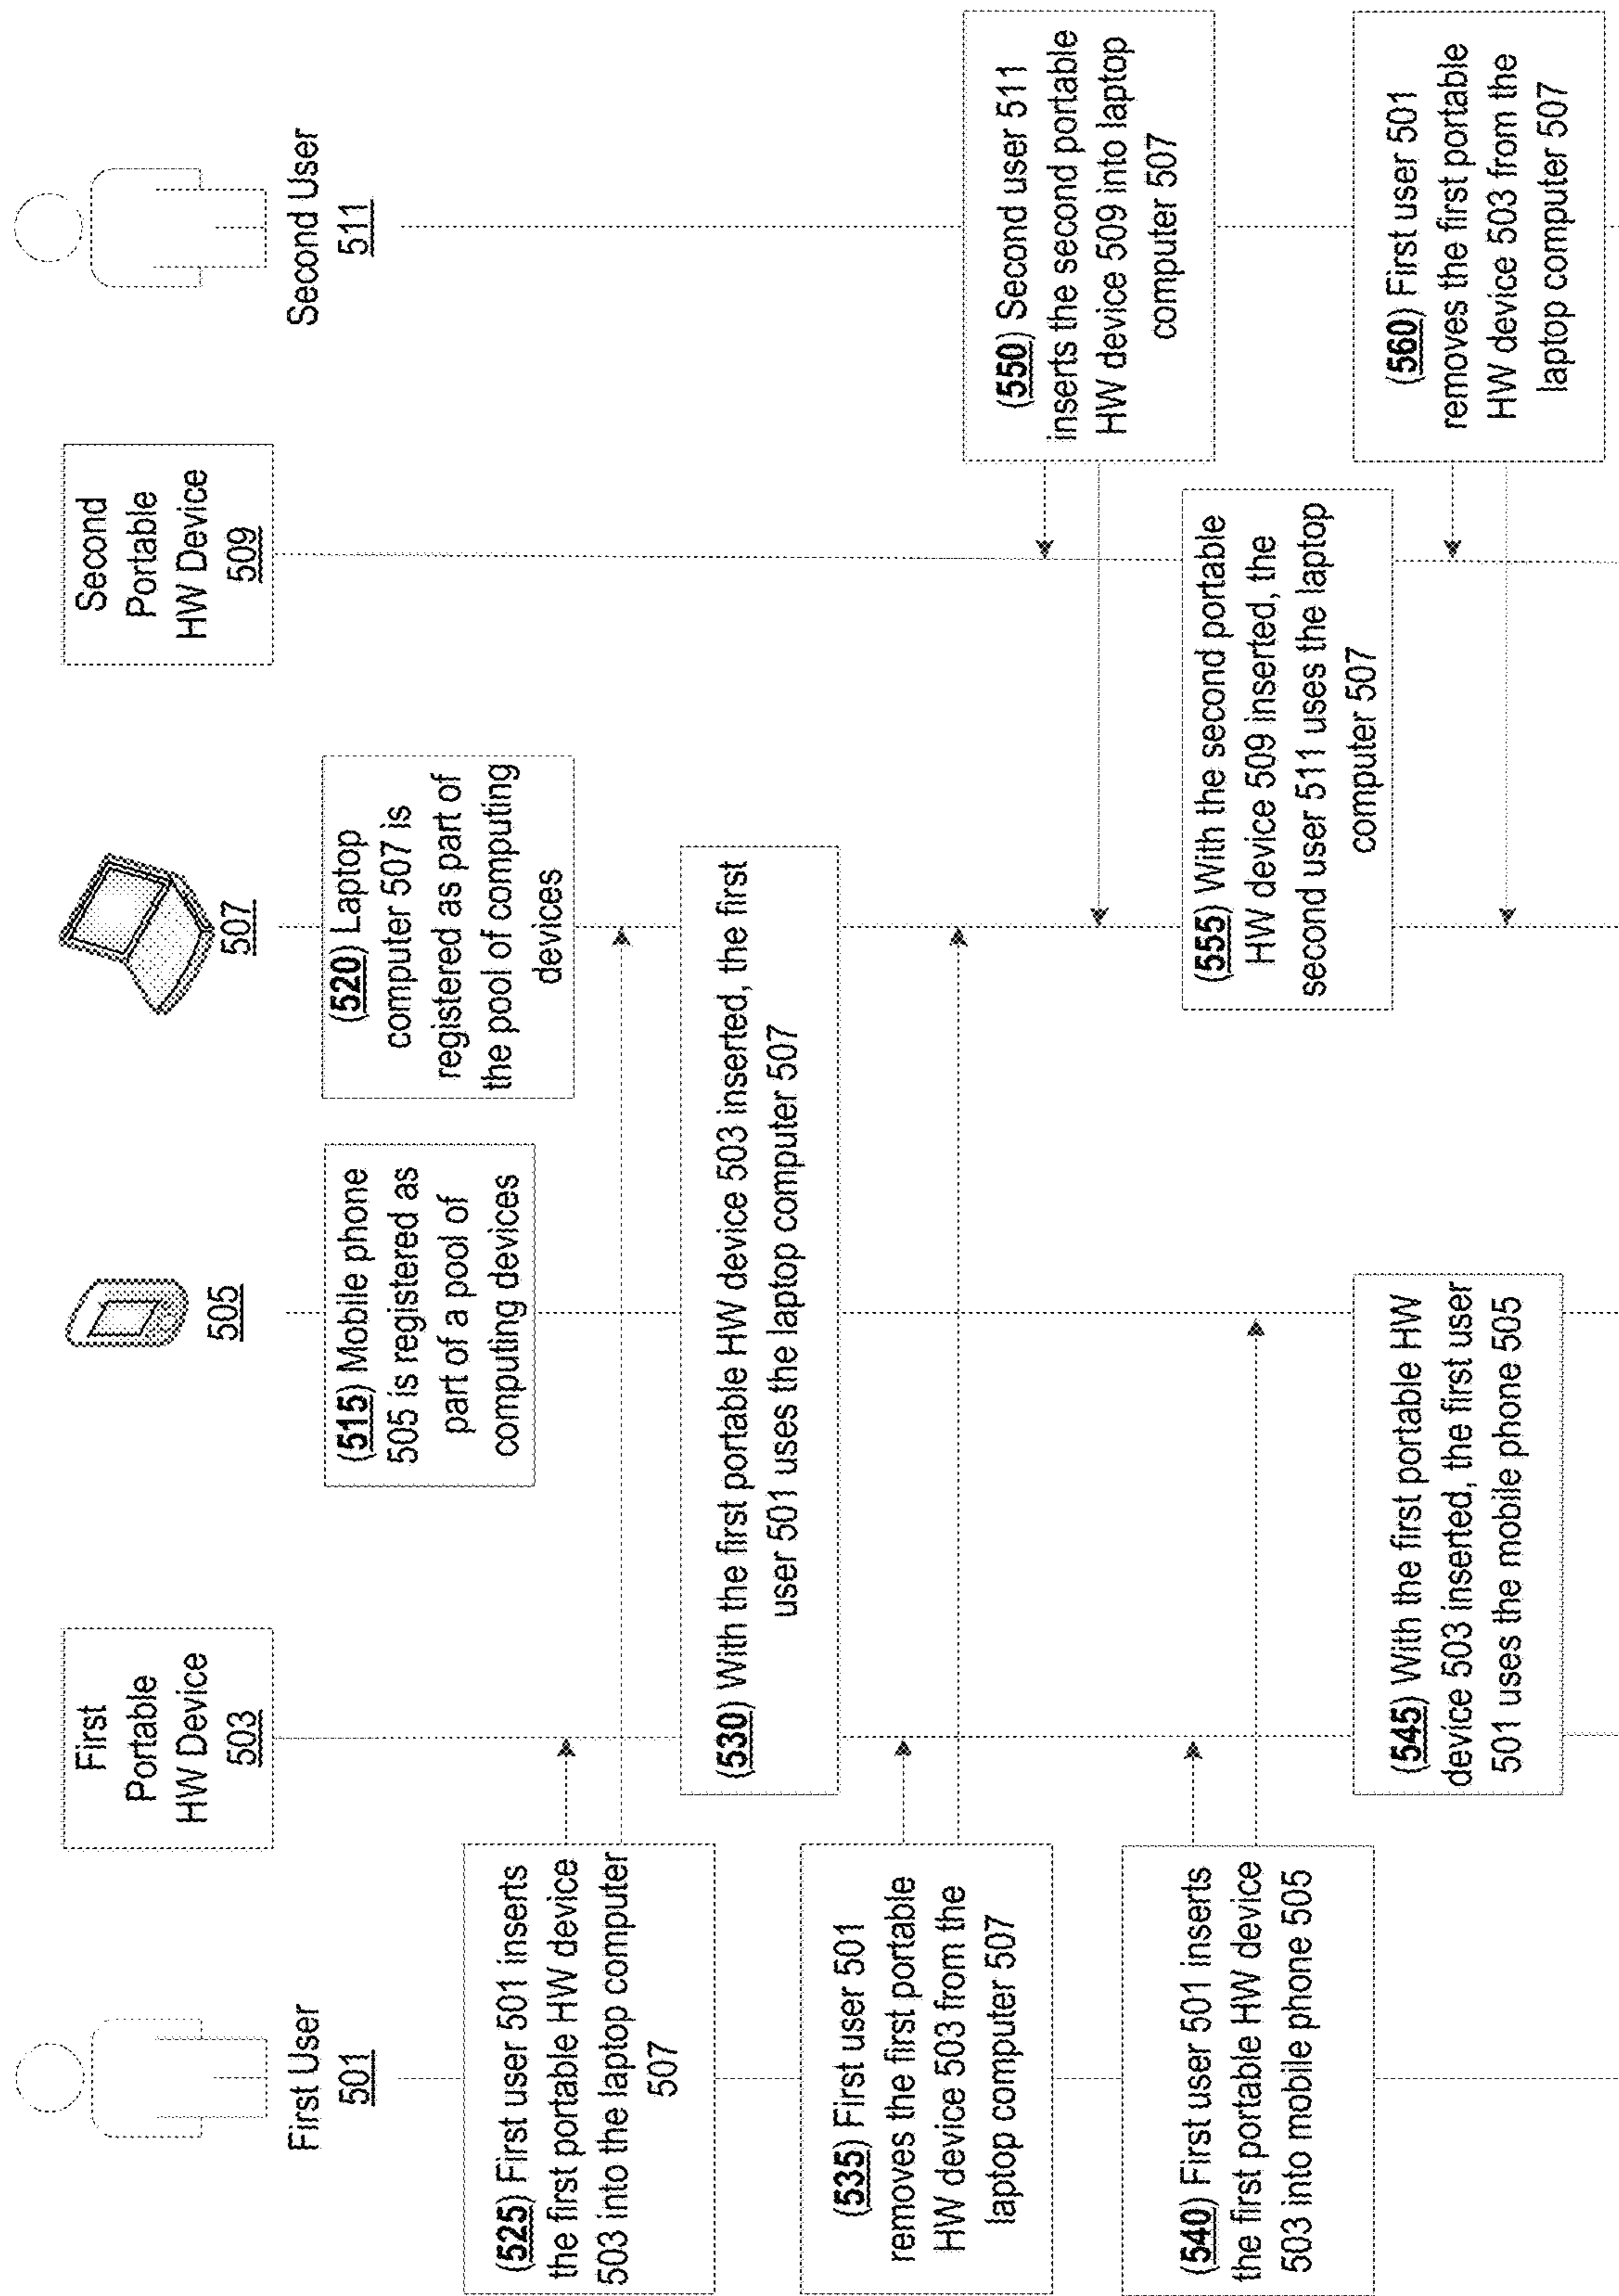 First User
501
First
Portable
HW Device
503
505
507
Second
Portable
HW Device
509
Second User
511
(515) Mobile phone
505 is registered as
part of a pool of
computing devices
(520) Laptop
computer 507 is
registered as part of
the pool of computing
devices
(525) First user 501 inserts
the first portable HW device
503 into the laptop computer
507
(530) With the first portable HW device 503 inserted, the first
user 501 uses the laptop computer 507
(535) First user 501
removes the first portable
HW device 503 from the
laptop computer 507
(540) First user 501 inserts
the first portable HW device
503 into mobile phone 505
(545) With the first portable HW
device 503 inserted, the first user
501 uses the mobile phone 505
(550) Second user 511
inserts the second portable
HW device 509 into laptop
computer 507
(555) With the second portable
HW device 509 inserted, the
second user 511 uses the laptop
computer 507
(560) First user 501
removes the first portable
HW device 503 from the
laptop computer 507